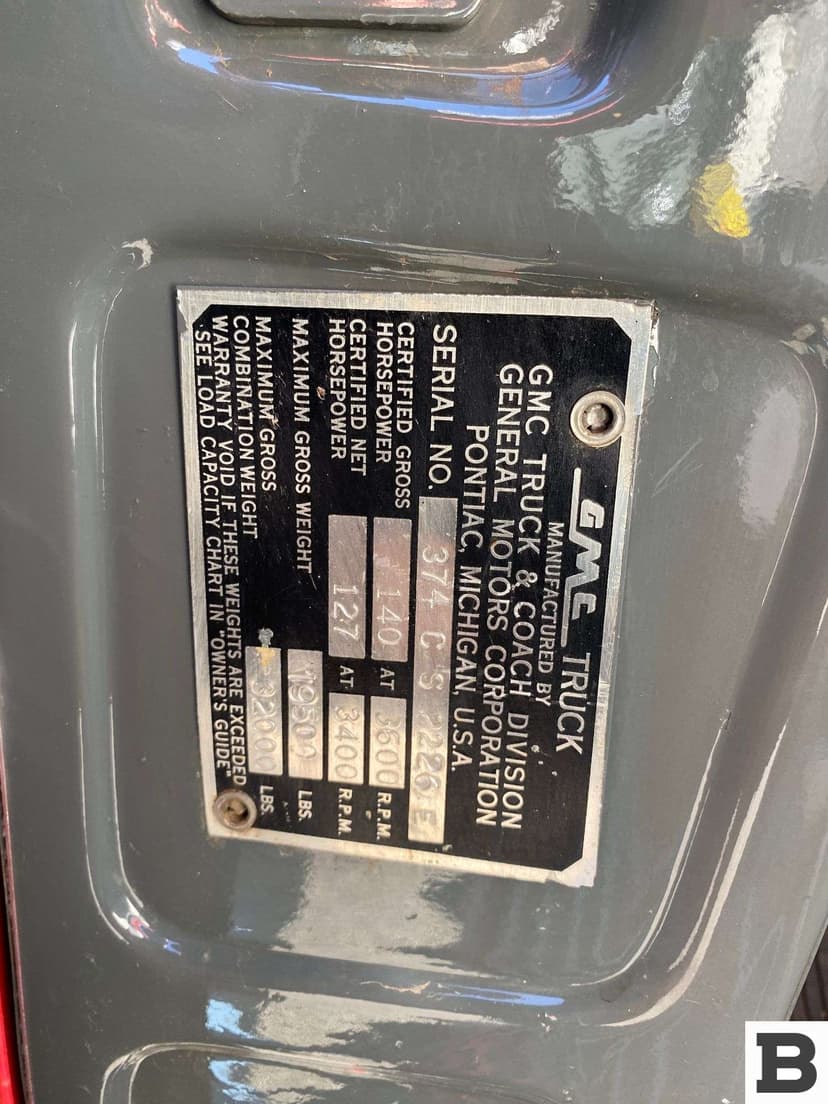 GMC TRUCK
MANUFACTURED BY
GMC TRUCK & COACH DIVISION
GENERAL MOTORS CORPORATION
PONTIAC, MICHIGAN, U.S.A.
SERIAL NO. 374 C S 2226 E
CERTIFIED GROSS
HORSEPOWER 140 AT 3600 R.P.M.
CERTIFIED NET
HORSEPOWER 127 AT 3400 R.P.M.
MAXIMUM GROSS WEIGHT 19500 LBS.
MAXIMUM GROSS
COMBINATION WEIGHT 32000 LBS.
WARRANTY VOID IF THESE WEIGHTS ARE EXCEEDED
SEE LOAD CAPACITY CHART IN "OWNER'S GUIDE"
B